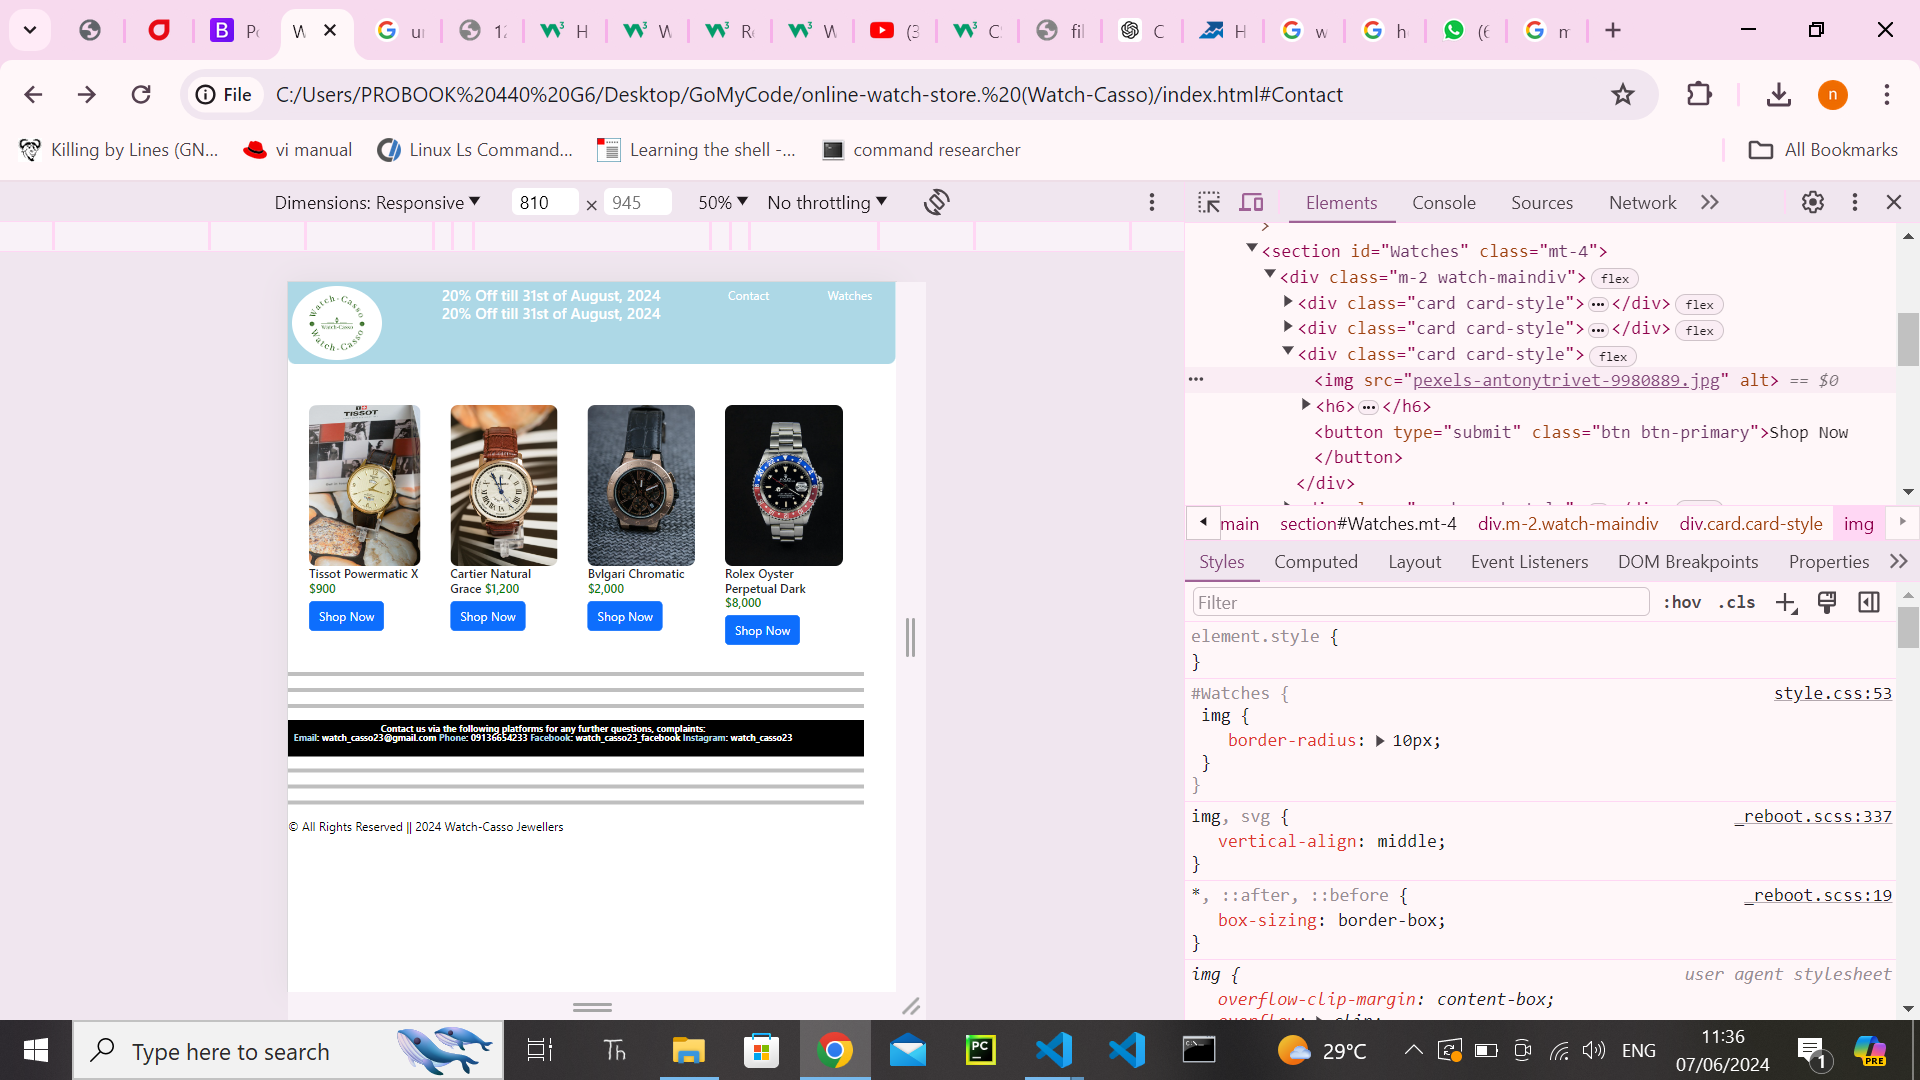 W
Po
W
ur
12
H
W
Re
W
(3
C
fil
C
H
w
h
(6
m
File
C:/Users/PROBOOK%20440%20G6/Desktop/GoMyCode/online-watch-store.%20(Watch-Casso)/index.html#Contact
n
Killing by Lines (GN...
vi manual
Linux Ls Command...
Learning the shell -...
command researcher
All Bookmarks
Dimensions: Responsive
810 × 945
50%
No throttling
Elements
Console
Sources
Network
>
<section id="Watches" class="mt-4">
<div class="m-2 watch-maindiv"> flex
<div class="card card-style"> ••• </div> flex
<div class="card card-style"> ••• </div> flex
<div class="card card-style"> flex
<img src="pexels-antonytrivet-9980889.jpg" alt> == $0
<h6> ••• </h6>
<button type="submit" class="btn btn-primary">Shop Now
</button>
</div>
main
section#Watches.mt-4
div.m-2.watch-maindiv
div.card.card-style
img
Styles
Computed
Layout
Event Listeners
DOM Breakpoints
Properties
Filter
:hov
.cls
element.style {
}
#Watches {
style.css:53
img {
border-radius: 10px;
}
}
img, svg {
_reboot.scss:337
vertical-align: middle;
}
*, ::after, ::before {
_reboot.scss:19
box-sizing: border-box;
}
img {
user agent stylesheet
overflow-clip-margin: content-box;
overflow: clip;
Watch-Casso
Watch-Casso
Watch-Casso
20% Off till 31st of August, 2024
20% Off till 31st of August, 2024
Contact
Watches
TISSOT
Tissot Powermatic X
$900
Shop Now
Cartier Natural
Grace $1,200
Shop Now
Bvlgari Chromatic
$2,000
Shop Now
Rolex Oyster
Perpetual Dark
$8,000
Shop Now
Contact us via the following platforms for any further questions, complaints:
Email: watch_casso23@gmail.com Phone: 09136654233 Facebook: watch_casso23_facebook Instagram: watch_casso23
© All Rights Reserved || 2024 Watch-Casso Jewellers
Type here to search
29°C
ENG
11:36
07/06/2024
1
PRE